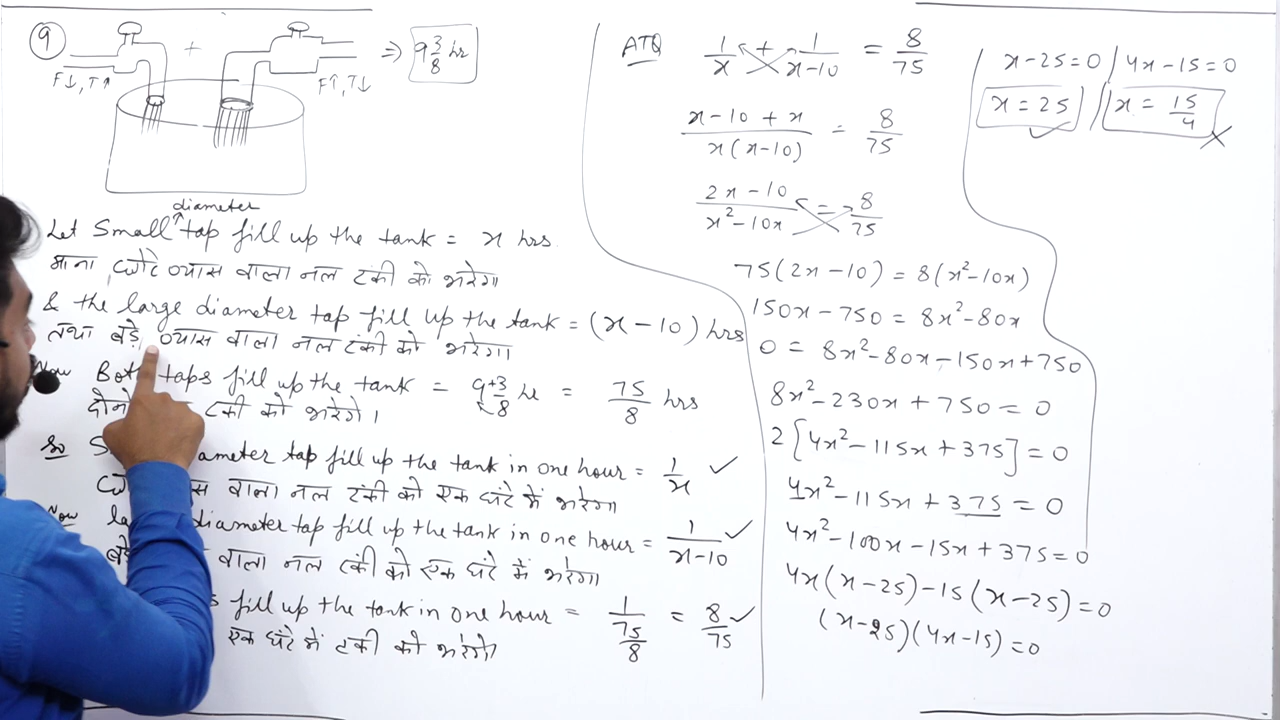 9
+
⇒ 9 3/8 hr
F↓, T↑
F↑, T↓
diameter
Let Small ↑ tap fill up the tank = x hrs.
माना छोटे व्यास वाला नल टंकी को भरेगा
& the large diameter tap fill up the tank = (x - 10) hrs
तथा बड़े व्यास वाला नल टंकी को भरेगा।
Now Both taps fill up the tank = 9+3/8 hr = 75/8 hrs
टंकी को भरेंगे।
So ameter tap fill up the tank in one hour = 1/x ✓
वाला नल टंकी को एक घंटे में भरेगा
Now diameter tap fill up the tank in one hour = 1/(x-10) ✓
वाला नल टंकी को एक घंटे में भरेगा
fill up the tank in one hour = 1/(75/8) = 8/75 ✓
एक घंटे में टंकी को भरेंगे
ATQ 1/x + 1/(x-10) = 8/75
(x-10 + x)/(x(x-10)) = 8/75
(2x - 10)/(x²-10x) = 8/75
75(2x-10) = 8(x²-10x)
150x - 750 = 8x²-80x
0 = 8x²-80x-150x+750
8x²-230x+750 = 0
2[4x²-115x+375] = 0
4x²-115x+375 = 0
4x²-100x-15x+375=0
4x(x-25)-15(x-25)=0
(x-25)(4x-15)=0
x-25=0 / 4x-15=0
x=25 ✓ // x = 15/4 ✗